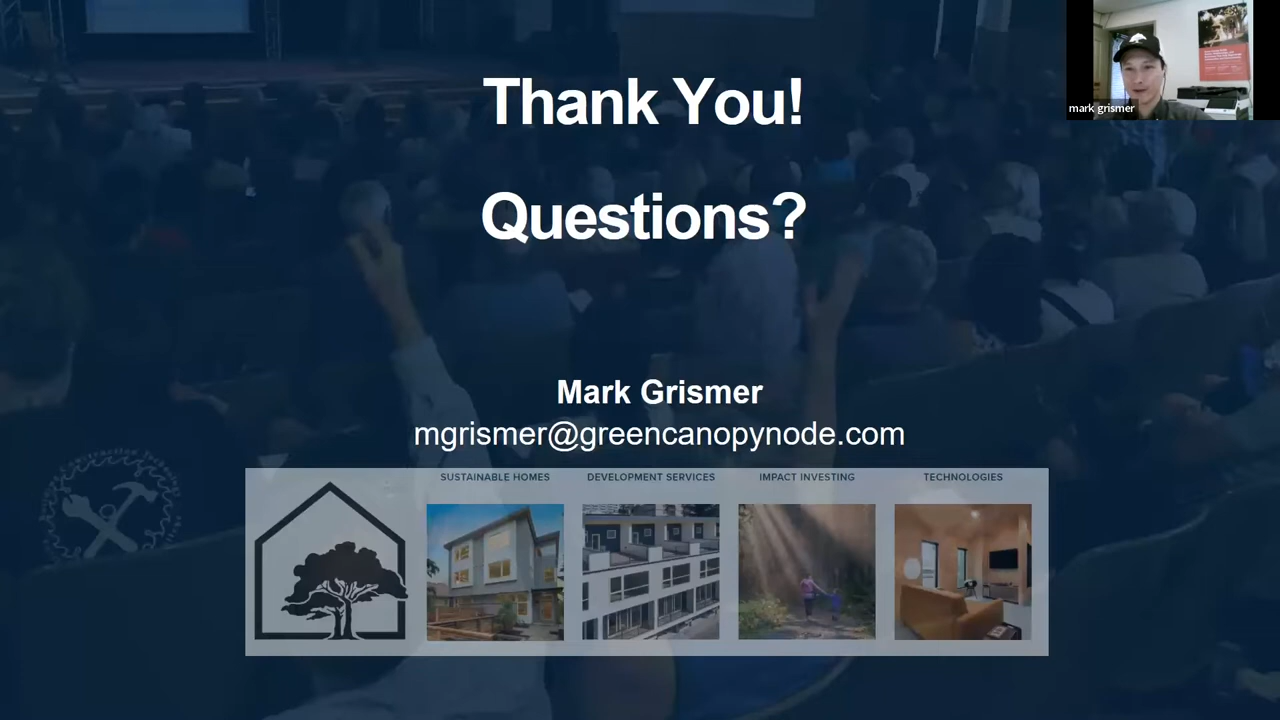 Thank You!
mark grismer
Questions?
Mark Grismer
mgrismer@greencanopynode.com
SUSTAINABLE HOMES
DEVELOPMENT SERVICES
IMPACT INVESTING
TECHNOLOGIES